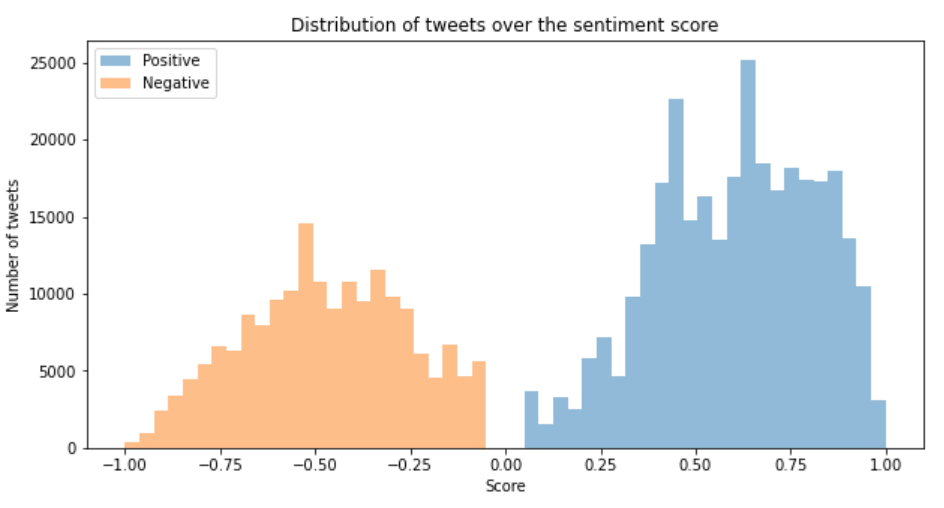 Distribution of tweets over the sentiment score
Positive
Negative
Number of tweets
25000
20000
15000
10000
5000
0
−1.00 −0.75 −0.50 −0.25 0.00 0.25 0.50 0.75 1.00
Score